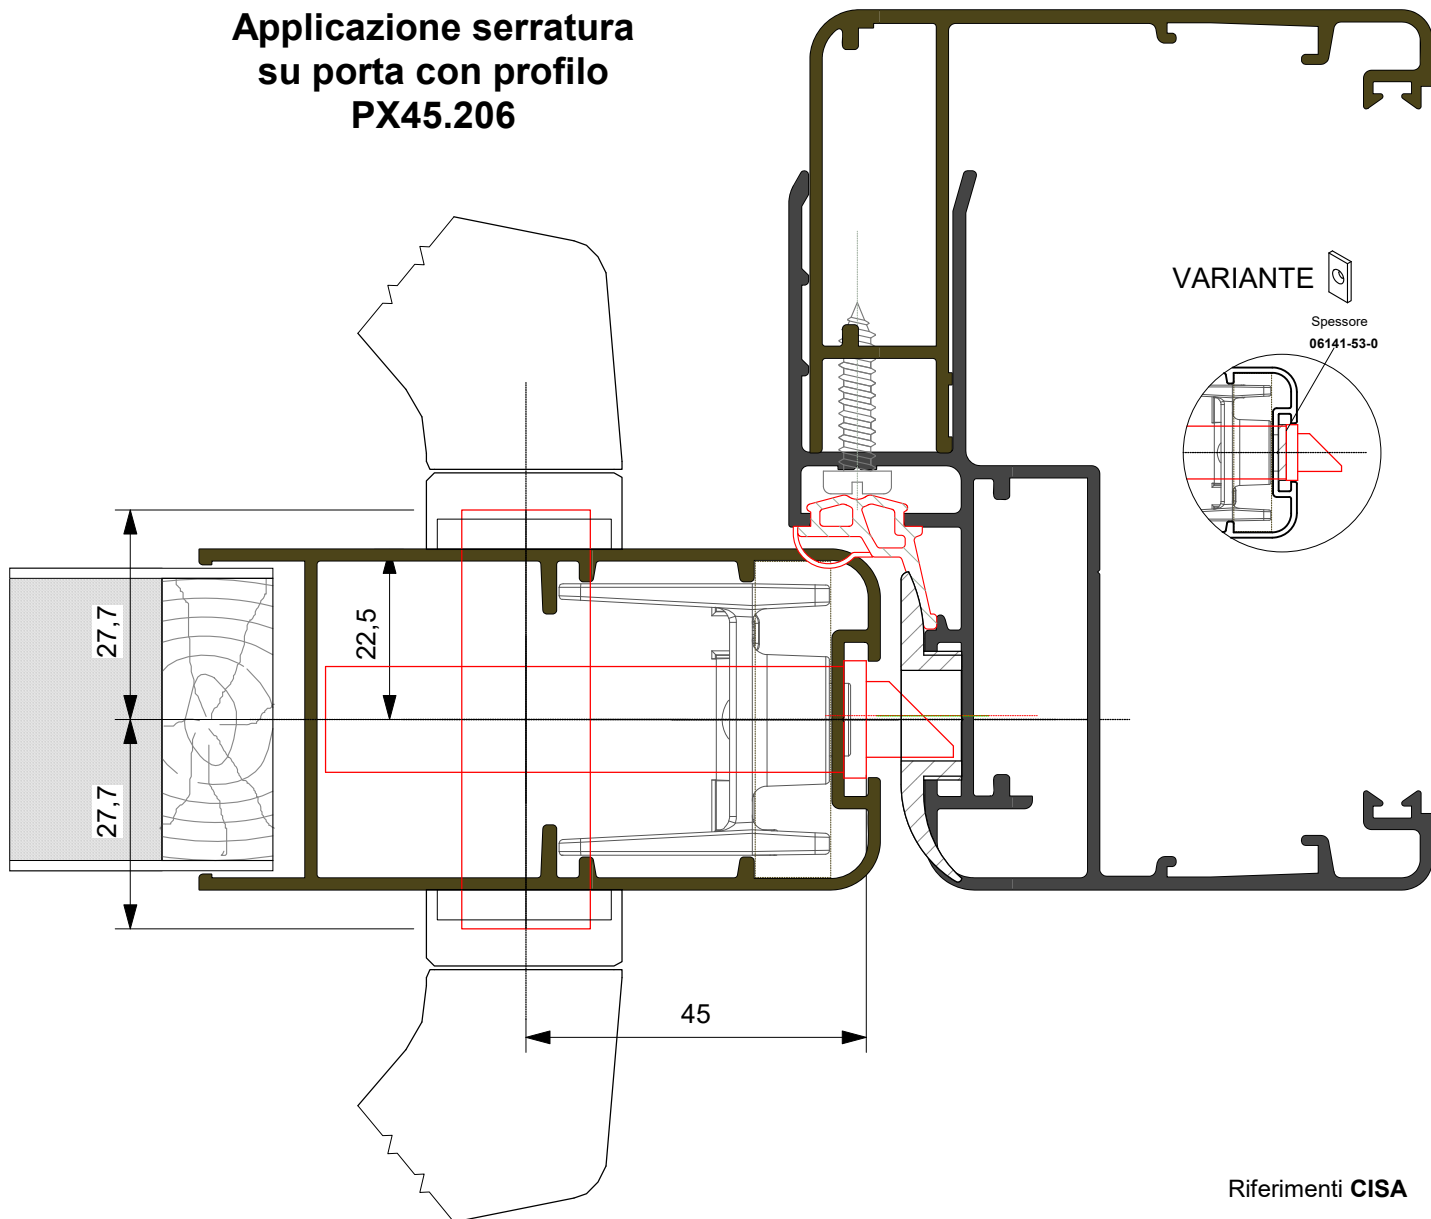 Applicazione serratura
su porta con profilo
PX45.206
VARIANTE
Spessore
06141-53-0
27,7
22,5
27,7
45
Riferimenti CISA